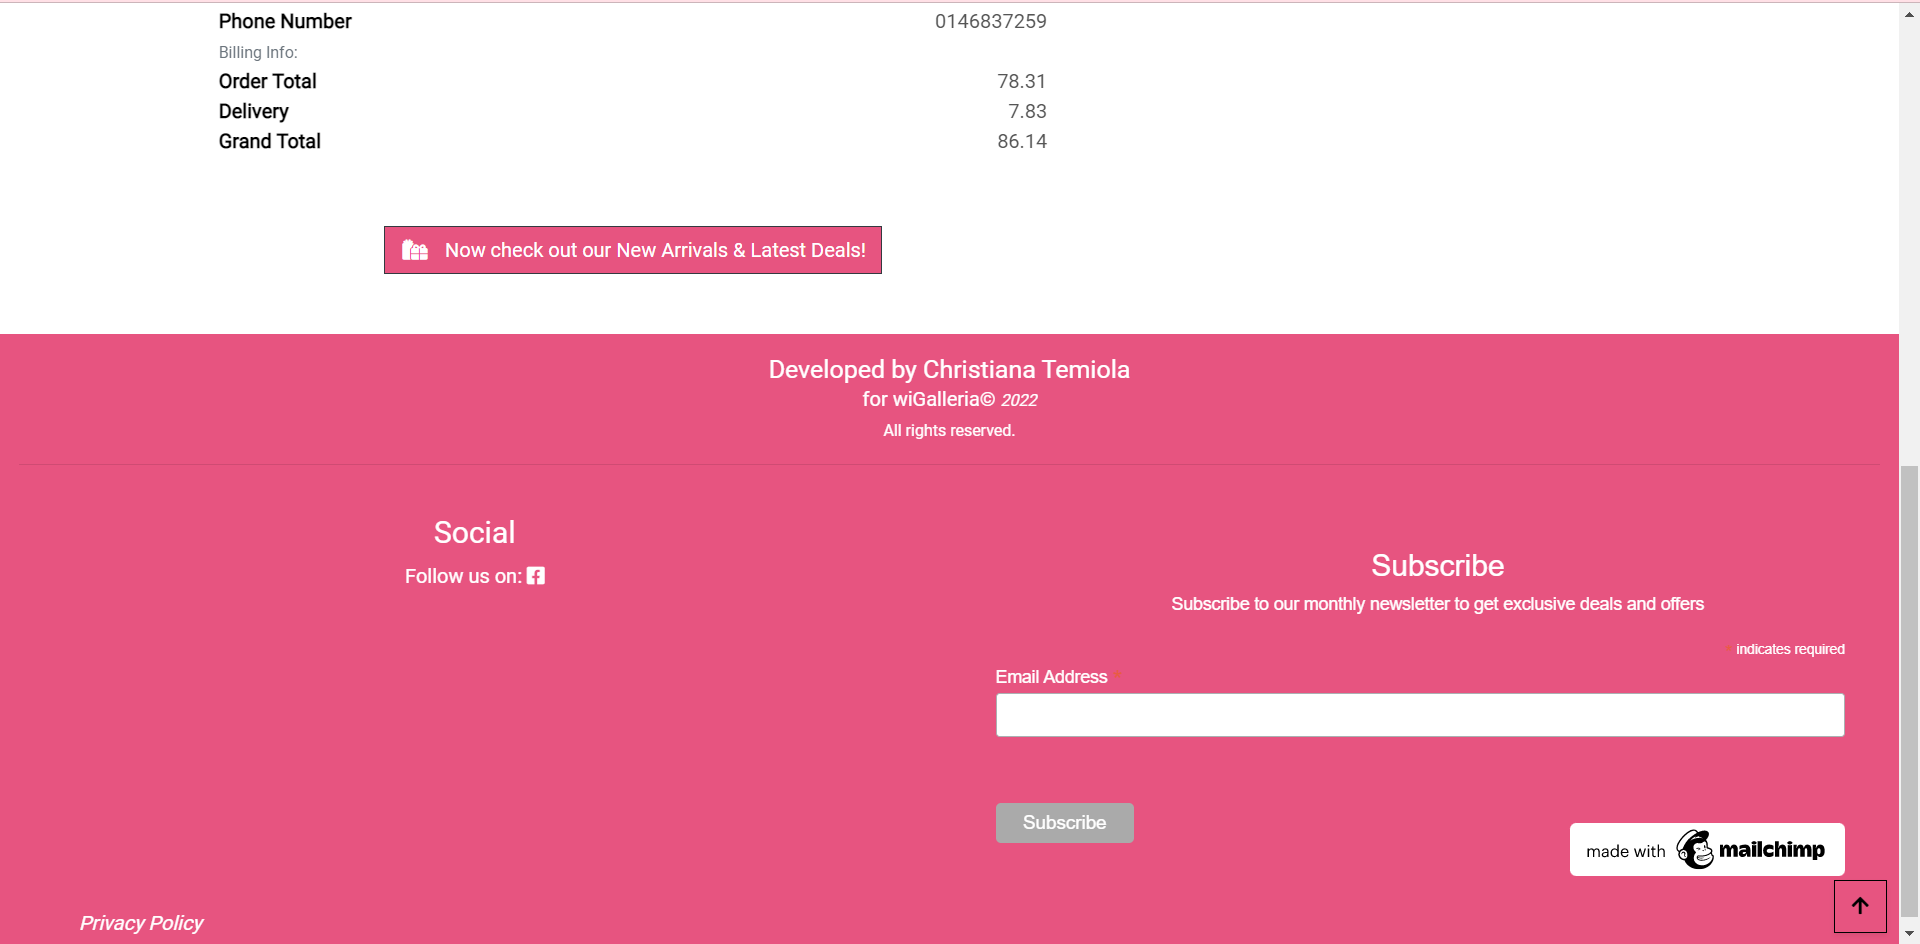 Phone Number 0146837259
Billing Info:
Order Total 78.31
Delivery 7.83
Grand Total 86.14
Now check out our New Arrivals & Latest Deals!
Developed by Christiana Temiola
for wiGalleria© 2022
All rights reserved.
Social
Follow us on:
Subscribe
Subscribe to our monthly newsletter to get exclusive deals and offers
* indicates required
Email Address *
Subscribe
made with mailchimp
Privacy Policy